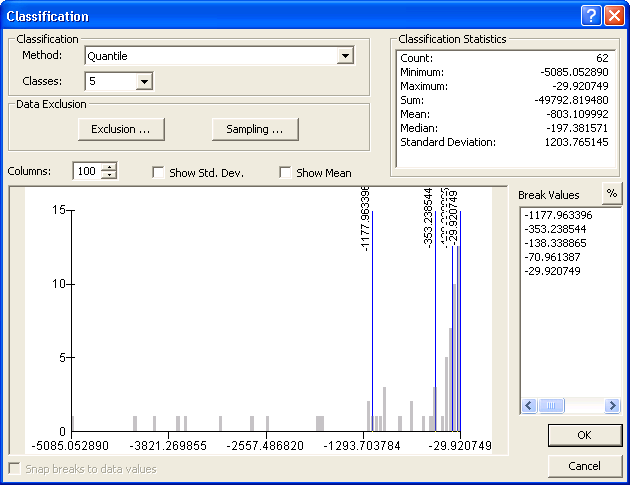 Classification
Classification
Method: Quantile
Classes: 5
Data Exclusion
Exclusion ...
Sampling ...
Classification Statistics
Count: 62
Minimum: -5085.052890
Maximum: -29.920749
Sum: -49792.819480
Mean: -803.109992
Median: -197.381571
Standard Deviation: 1203.765145
Columns: 100
Show Std. Dev.
Show Mean
Break Values
%
-1177.963396
-353.238544
-138.338865
-70.961387
-29.920749
-1177.963396
-353.238544
-29.920749
15
10
5
0
-5085.052890
-3821.269855
-2557.486820
-1293.703784
-29.920749
Snap breaks to data values
OK
Cancel